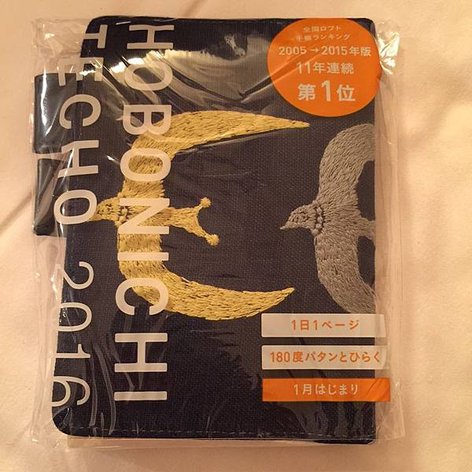 HOBONICHI
TECHO 2016
全国ロフト
手帳ランキング
2005→2015年版
11年連続
第1位
1日1ページ
180度パタンとひらく
1月はじまり